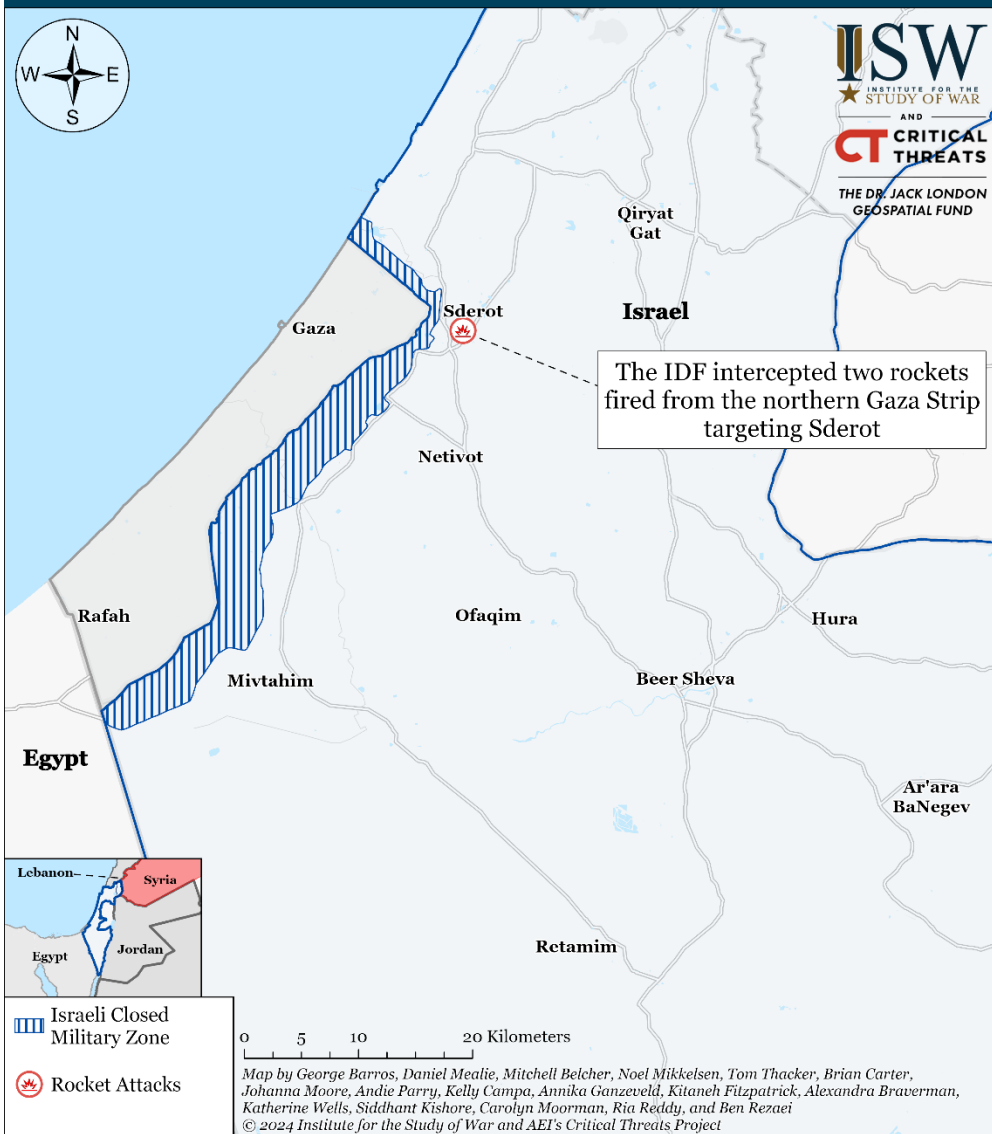 N
W
E
S
ISW
INSTITUTE FOR THE
STUDY OF WAR
AND
CT CRITICAL
THREATS
THE DR. JACK LONDON
GEOSPATIAL FUND
Qiryat
Gat
Sderot
Israel
Gaza
The IDF intercepted two rockets
fired from the northern Gaza Strip
targeting Sderot
Netivot
Rafah
Ofaqim
Hura
Mivtahim
Beer Sheva
Egypt
Ar'ara
BaNegev
Lebanon
Syria
Egypt
Jordan
Retamim
Israeli Closed
Military Zone
Rocket Attacks
0 5 10 20 Kilometers
Map by George Barros, Daniel Mealie, Mitchell Belcher, Noel Mikkelsen, Tom Thacker, Brian Carter,
Johanna Moore, Andie Parry, Kelly Campa, Annika Ganzeveld, Kitaneh Fitzpatrick, Alexandra Braverman,
Katherine Wells, Siddhant Kishore, Carolyn Moorman, Ria Reddy, and Ben Rezaei
© 2024 Institute for the Study of War and AEI's Critical Threats Project